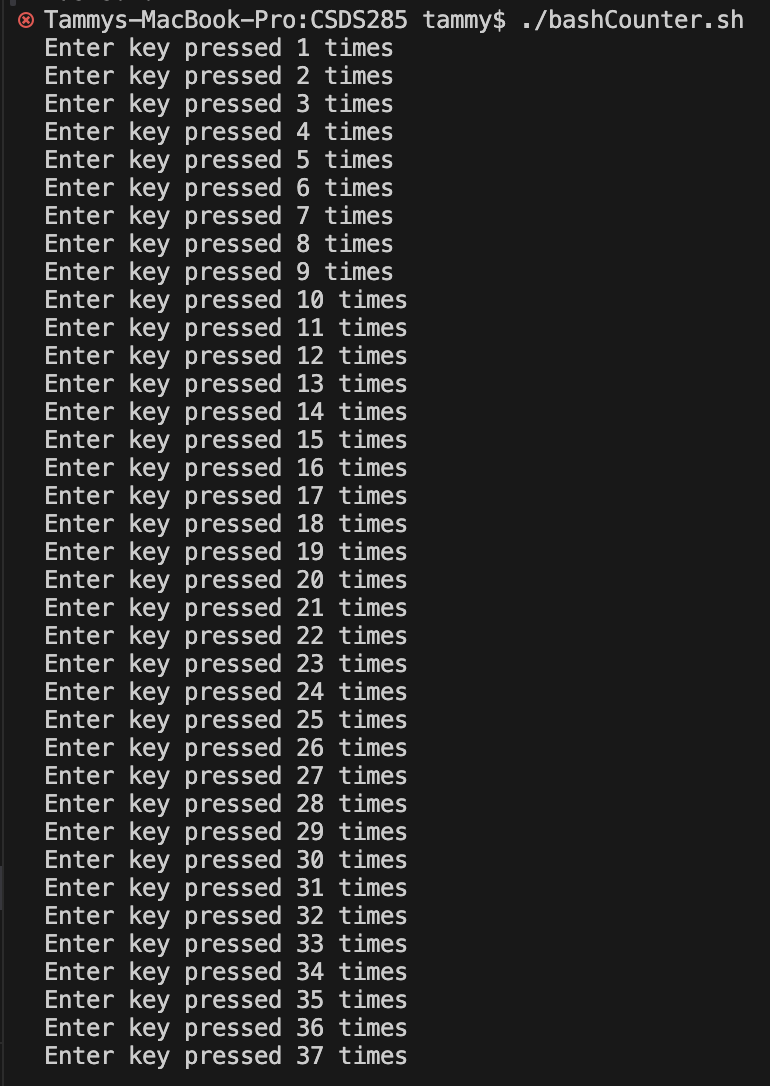 Tammys-MacBook-Pro:CSDS285 tammy$ ./bashCounter.sh
Enter key pressed 1 times
Enter key pressed 2 times
Enter key pressed 3 times
Enter key pressed 4 times
Enter key pressed 5 times
Enter key pressed 6 times
Enter key pressed 7 times
Enter key pressed 8 times
Enter key pressed 9 times
Enter key pressed 10 times
Enter key pressed 11 times
Enter key pressed 12 times
Enter key pressed 13 times
Enter key pressed 14 times
Enter key pressed 15 times
Enter key pressed 16 times
Enter key pressed 17 times
Enter key pressed 18 times
Enter key pressed 19 times
Enter key pressed 20 times
Enter key pressed 21 times
Enter key pressed 22 times
Enter key pressed 23 times
Enter key pressed 24 times
Enter key pressed 25 times
Enter key pressed 26 times
Enter key pressed 27 times
Enter key pressed 28 times
Enter key pressed 29 times
Enter key pressed 30 times
Enter key pressed 31 times
Enter key pressed 32 times
Enter key pressed 33 times
Enter key pressed 34 times
Enter key pressed 35 times
Enter key pressed 36 times
Enter key pressed 37 times